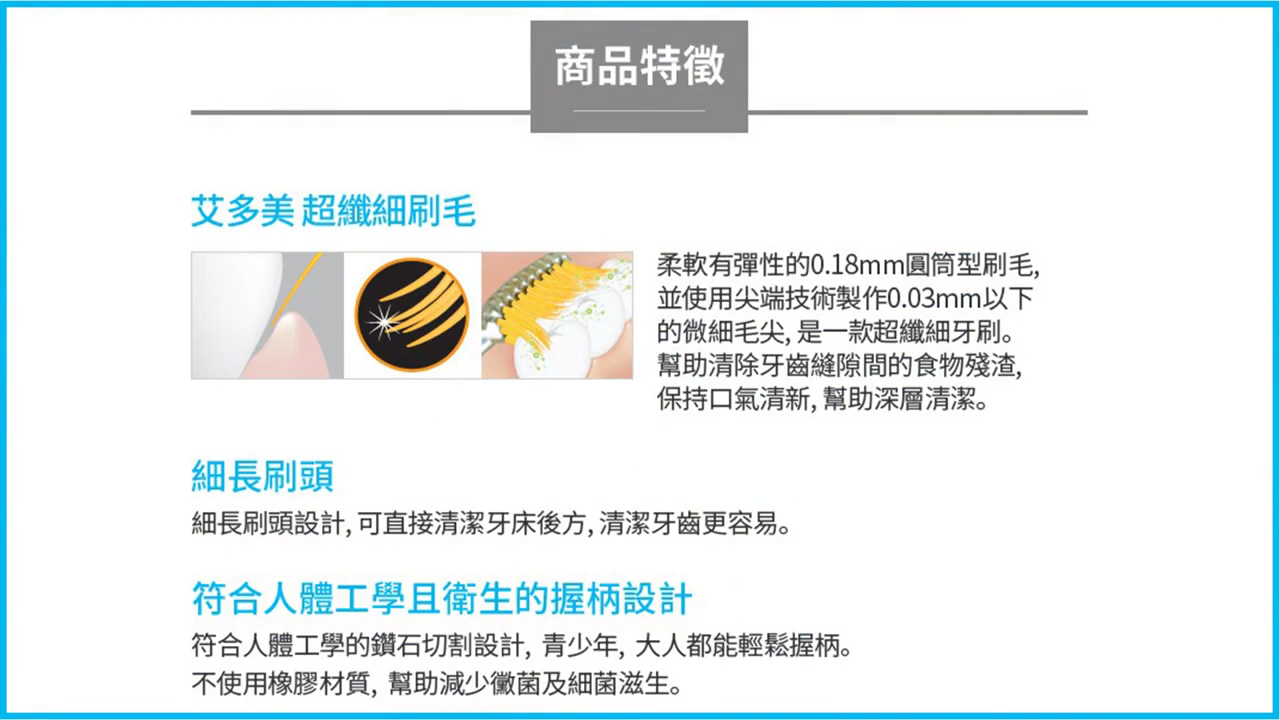 商品特徵
艾多美 超纖細刷毛
柔軟有彈性的0.18mm圓筒型刷毛,
並使用尖端技術製作0.03mm以下
的微細毛尖, 是一款超纖細牙刷。
幫助清除牙齒縫隙間的食物殘渣,
保持口氣清新, 幫助深層清潔。
細長刷頭
細長刷頭設計, 可直接清潔牙床後方, 清潔牙齒更容易。
符合人體工學且衛生的握柄設計
符合人體工學的鑽石切割設計, 青少年, 大人都能輕鬆握柄。
不使用橡膠材質, 幫助減少黴菌及細菌滋生。